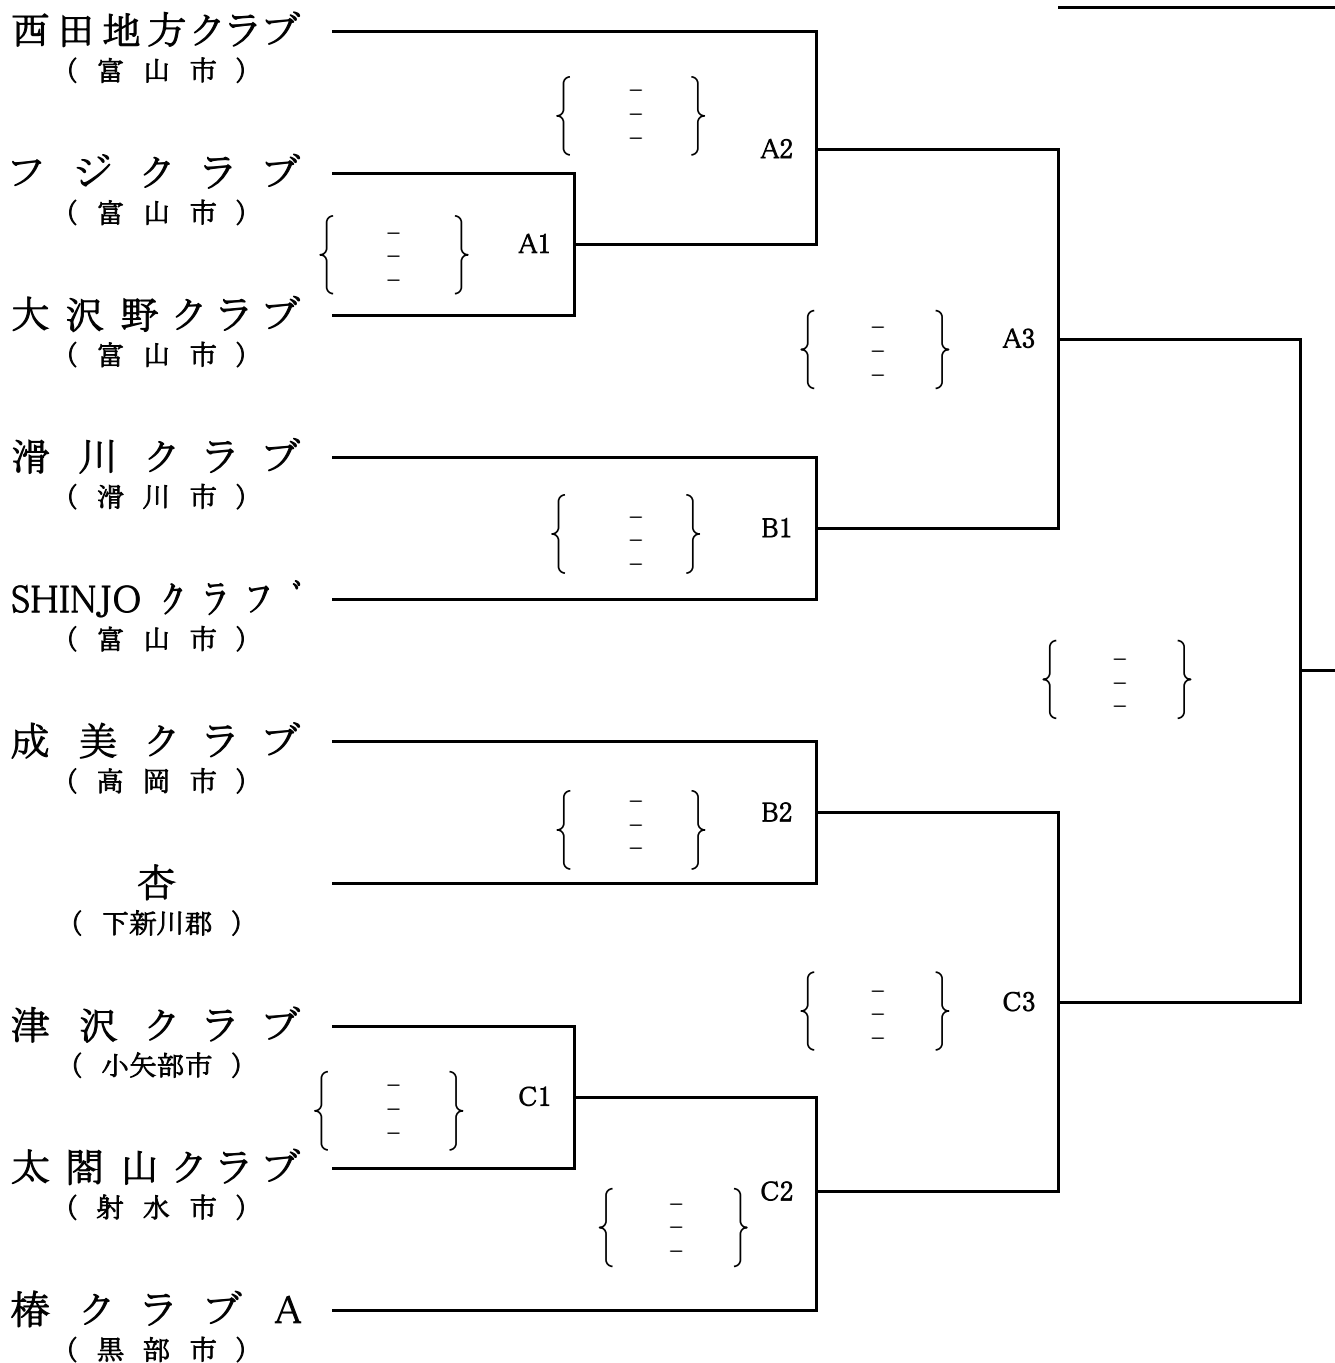 西田地方クラブ
(富山市)
{ - - - }
A2
フジクラブ
(富山市)
{ - - - }
A1
大沢野クラブ
(富山市)
{ - - - }
A3
滑川クラブ
(滑川市)
{ - - - }
B1
SHINJOクラブ
(富山市)
{ - - - }
成美クラブ
(高岡市)
{ - - - }
B2
杏
(下新川郡)
{ - - - }
C3
津沢クラブ
(小矢部市)
{ - - - }
C1
太閤山クラブ
(射水市)
{ - - - }
C2
椿クラブA
(黒部市)